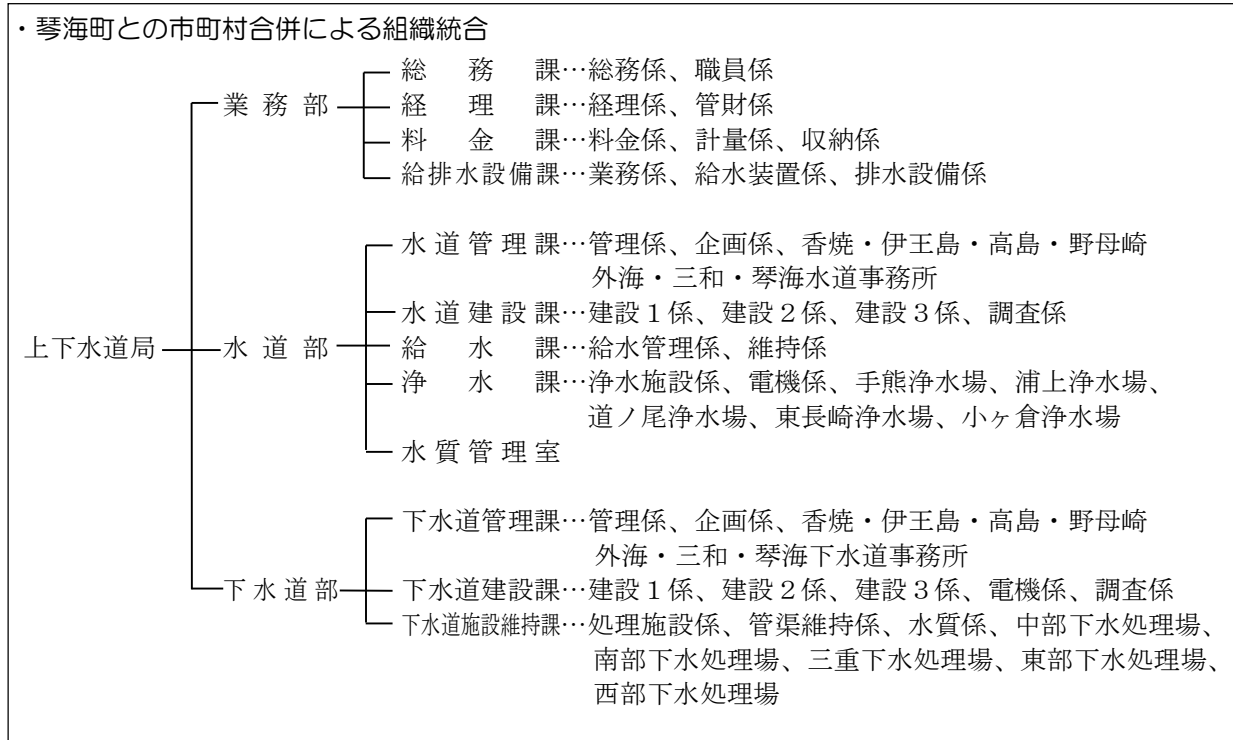 ・琴海町との市町村合併による組織統合
総務課…総務係、職員係
業務部
経理課…経理係、管財係
料金課…料金係、計量係、収納係
給排水設備課…業務係、給水装置係、排水設備係
水道管理課…管理係、企画係、香焼・伊王島・高島・野母崎
外海・三和・琴海水道事務所
水道建設課…建設１係、建設２係、建設３係、調査係
上下水道局
水道部
給水課…給水管理係、維持係
浄水課…浄水施設係、電機係、手熊浄水場、浦上浄水場、
道ノ尾浄水場、東長崎浄水場、小ヶ倉浄水場
水質管理室
下水道管理課…管理係、企画係、香焼・伊王島・高島・野母崎
外海・三和・琴海下水道事務所
下水道部
下水道建設課…建設１係、建設２係、建設３係、電機係、調査係
下水道施設維持課…処理施設係、管渠維持係、水質係、中部下水処理場、
南部下水処理場、三重下水処理場、東部下水処理場、
西部下水処理場